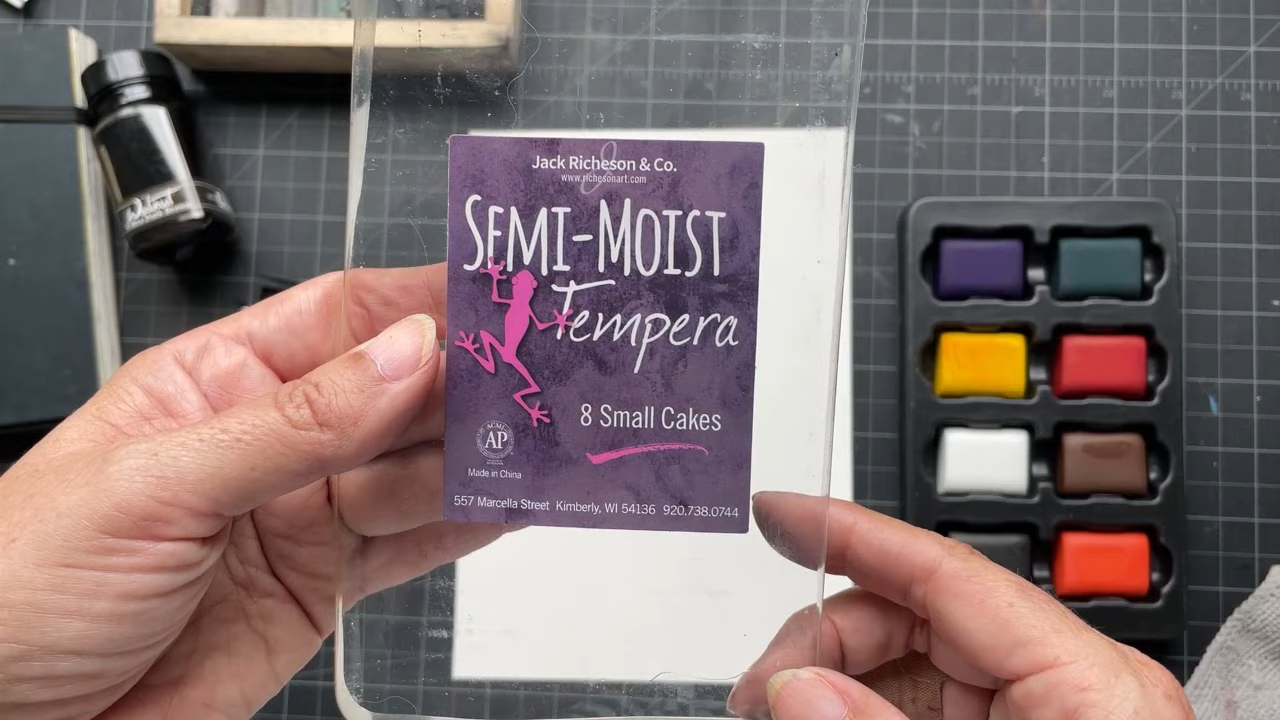 Jack Richeson & Co.
www.richesonart.com
SEMI-MOIST
Tempera
8 Small Cakes
ACMI
AP
Made in China
557 Marcella Street Kimberly, WI 54136 920.738.0744